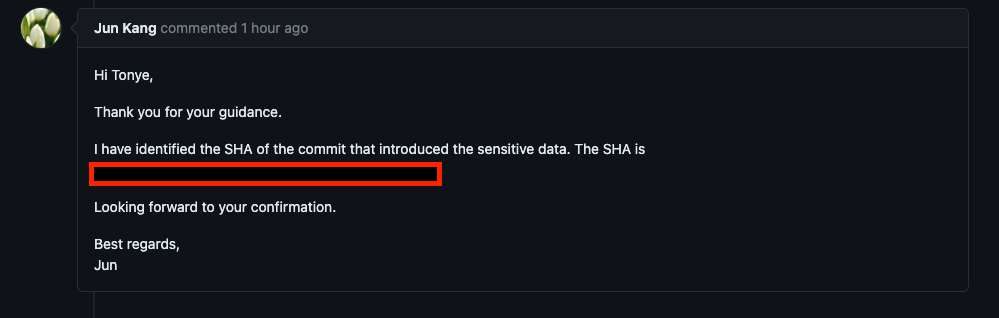 Jun Kang commented 1 hour ago
Hi Tonye,
Thank you for your guidance.
I have identified the SHA of the commit that introduced the sensitive data. The SHA is
Looking forward to your confirmation.
Best regards,
Jun